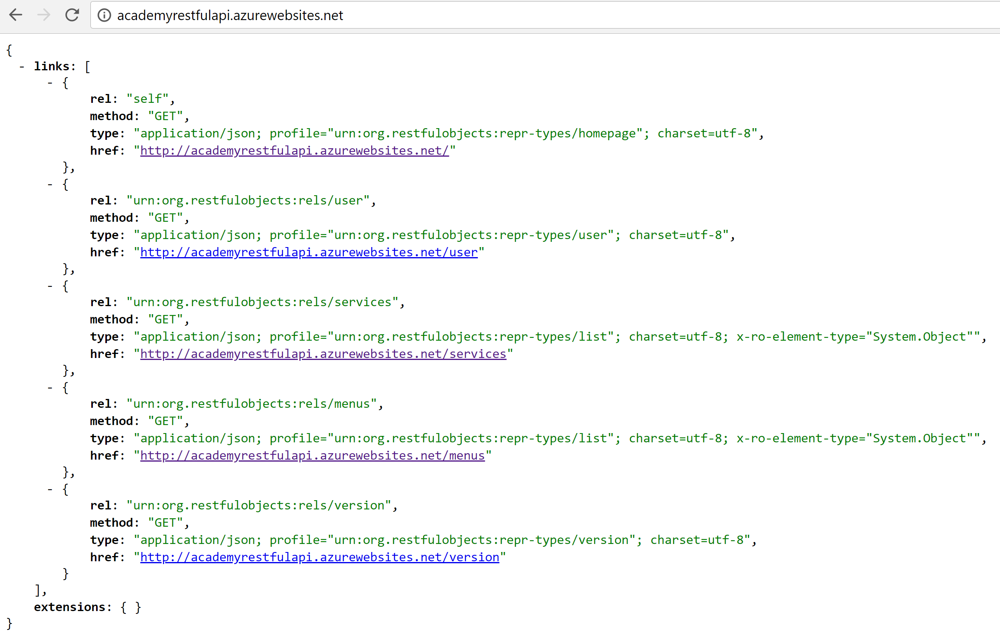 academyrestfulapi.azurewebsites.net
{
- links: [
- {
rel: "self",
method: "GET",
type: "application/json; profile="urn:org.restfulobjects:repr-types/homepage"; charset=utf-8",
href: "http://academyrestfulapi.azurewebsites.net/"
},
- {
rel: "urn:org.restfulobjects:rels/user",
method: "GET",
type: "application/json; profile="urn:org.restfulobjects:repr-types/user"; charset=utf-8",
href: "http://academyrestfulapi.azurewebsites.net/user"
},
- {
rel: "urn:org.restfulobjects:rels/services",
method: "GET",
type: "application/json; profile="urn:org.restfulobjects:repr-types/list"; charset=utf-8; x-ro-element-type="System.Object"",
href: "http://academyrestfulapi.azurewebsites.net/services"
},
- {
rel: "urn:org.restfulobjects:rels/menus",
method: "GET",
type: "application/json; profile="urn:org.restfulobjects:repr-types/list"; charset=utf-8; x-ro-element-type="System.Object"",
href: "http://academyrestfulapi.azurewebsites.net/menus"
},
- {
rel: "urn:org.restfulobjects:rels/version",
method: "GET",
type: "application/json; profile="urn:org.restfulobjects:repr-types/version"; charset=utf-8",
href: "http://academyrestfulapi.azurewebsites.net/version"
}
],
extensions: { }
}